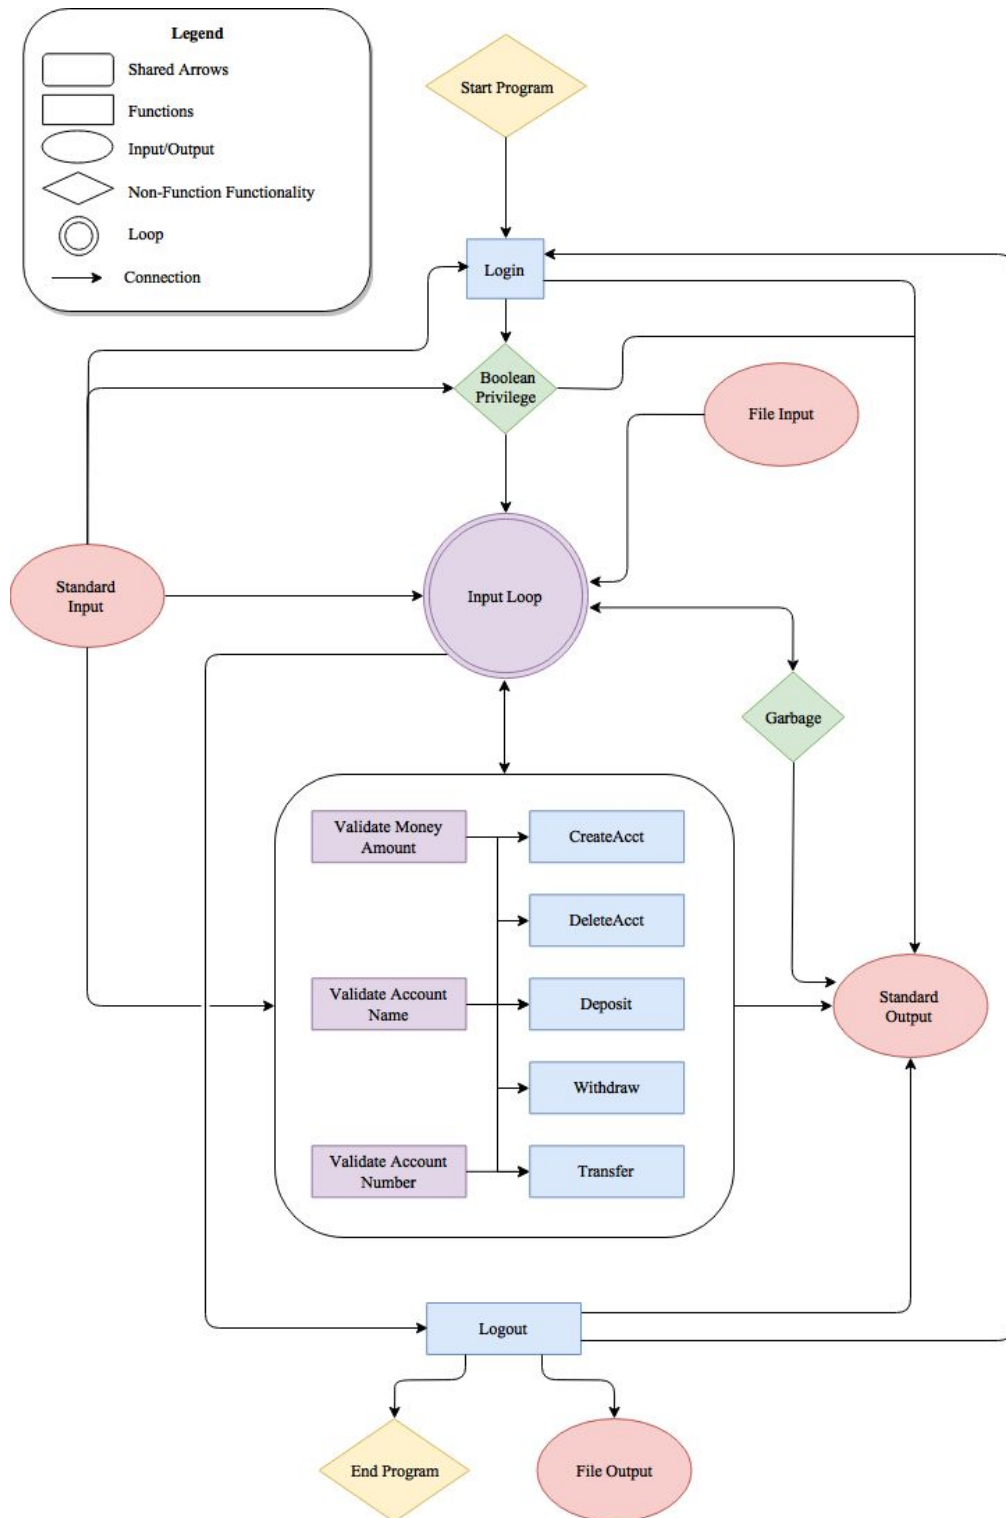 Legend
Shared Arrows
Functions
Input/Output
Non-Function Functionality
Loop
Connection
Start Program
Login
Boolean
Privilege
File Input
Standard
Input
Input Loop
Garbage
Validate Money
Amount
CreateAcct
DeleteAcct
Validate Account
Name
Deposit
Standard
Output
Withdraw
Validate Account
Number
Transfer
Logout
End Program
File Output